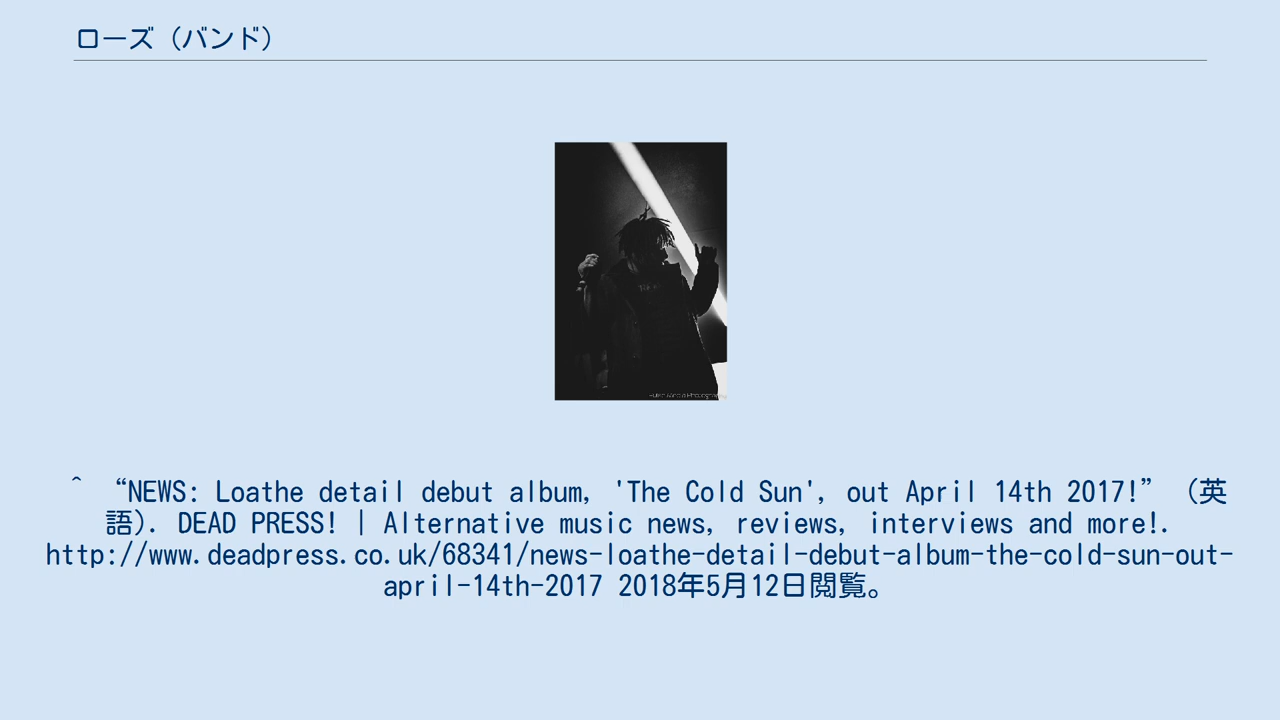 ローズ（バンド）
^ “NEWS: Loathe detail debut album, 'The Cold Sun', out April 14th 2017!” （英
語）. DEAD PRESS! | Alternative music news, reviews, interviews and more!.
http://www.deadpress.co.uk/68341/news-loathe-detail-debut-album-the-cold-sun-out-
april-14th-2017 2018年5月12日閲覧。